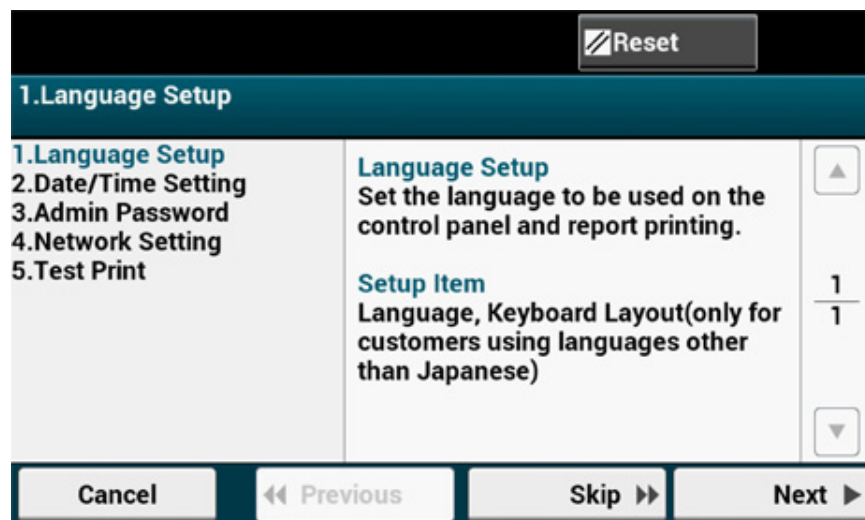 Reset
1.Language Setup
1.Language Setup
2.Date/Time Setting
3.Admin Password
4.Network Setting
5.Test Print
Language Setup
Set the language to be used on the
control panel and report printing.
Setup Item
Language, Keyboard Layout(only for
customers using languages other
than Japanese)
1
1
Cancel
Previous
Skip
Next